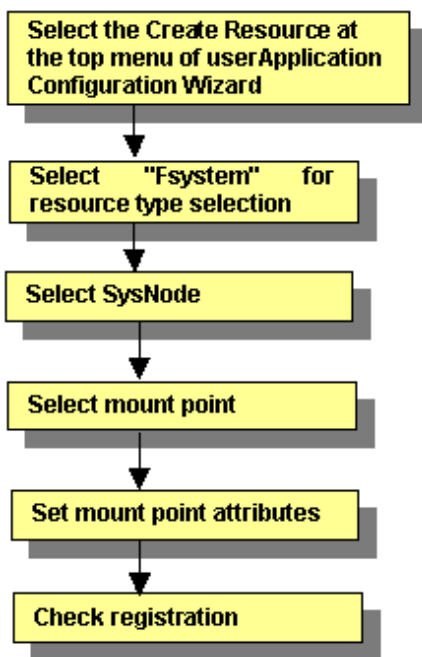 Select the Create Resource at
the top menu of userApplication
Configuration Wizard
Select "Fsystem" for
resource type selection
Select SysNode
Select mount point
Set mount point attributes
Check registration